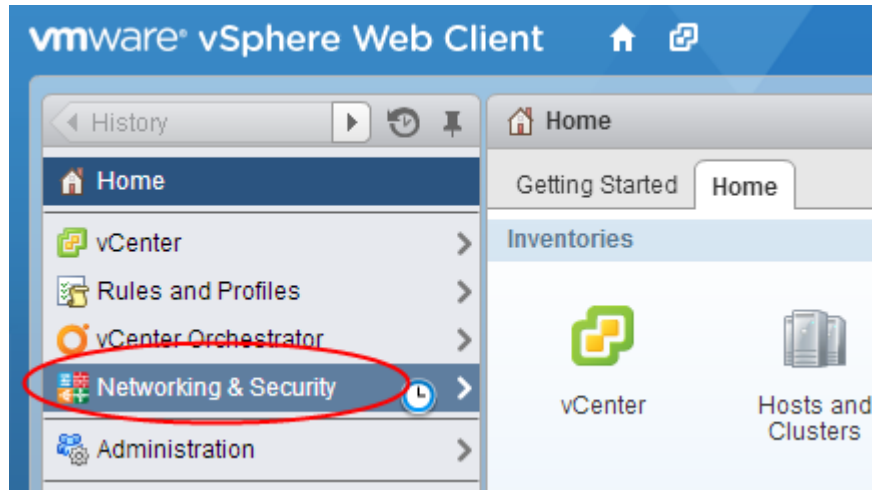 vmware® vSphere Web Client
History
Home
vCenter
Rules and Profiles
vCenter Orchestrator
Networking & Security
Administration
Home
Getting Started Home
Inventories
vCenter
Hosts and
Clusters